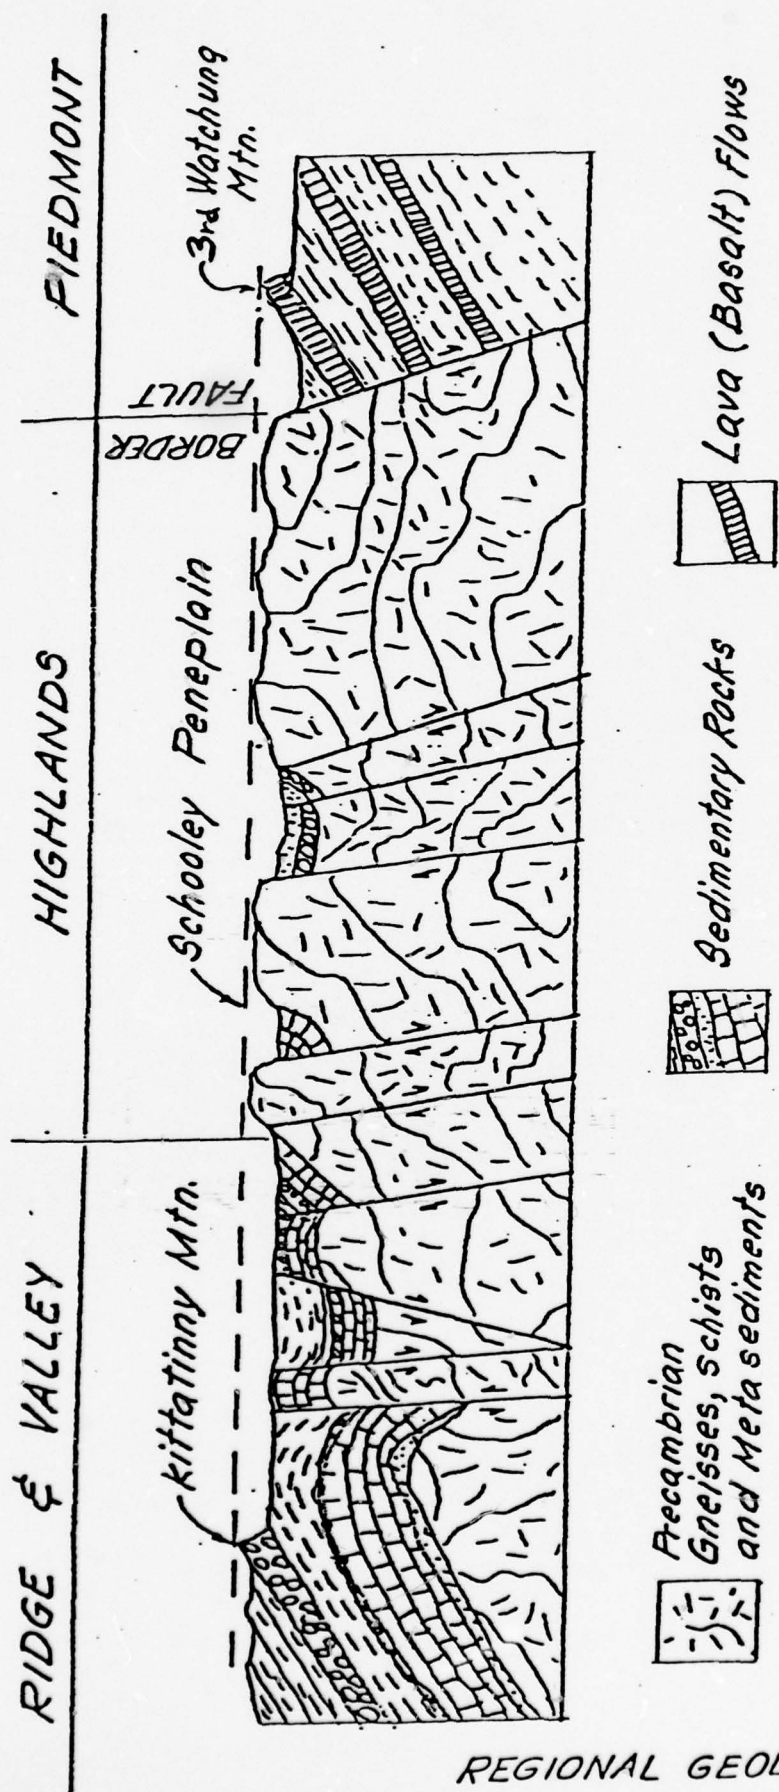 RIDGE & VALLEY
HIGHLANDS
PIEDMONT
Kittatinny Mtn.
Schooley Peneplain
BORDER
FAULT
3rd Watchung
Mtn.
Precambrian
Gneisses, schists
and Metasediments
Sedimentary Rocks
Lava (Basalt) Flows
REGIONAL